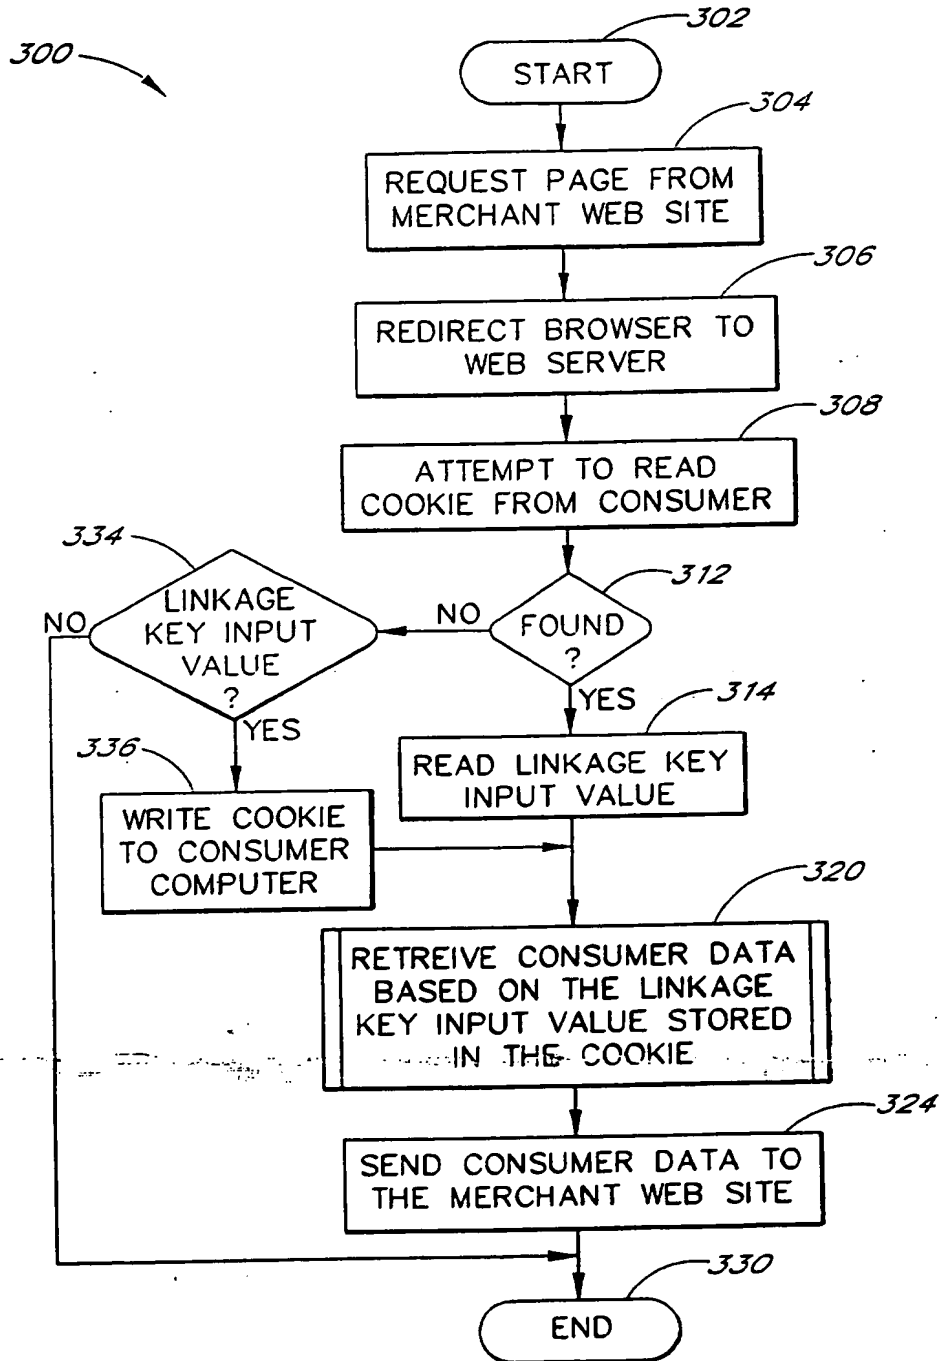 302
300
START
304
REQUEST PAGE FROM
MERCHANT WEB SITE
306
REDIRECT BROWSER TO
WEB SERVER
308
ATTEMPT TO READ
COOKIE FROM CONSUMER
334
312
LINKAGE
KEY INPUT
VALUE
?
NO
NO
FOUND
?
YES
YES
314
336
READ LINKAGE KEY
INPUT VALUE
WRITE COOKIE
TO CONSUMER
COMPUTER
320
RETREIVE CONSUMER DATA
BASED ON THE LINKAGE
KEY INPUT VALUE STORED
IN THE COOKIE
324
SEND CONSUMER DATA TO
THE MERCHANT WEB SITE
330
END